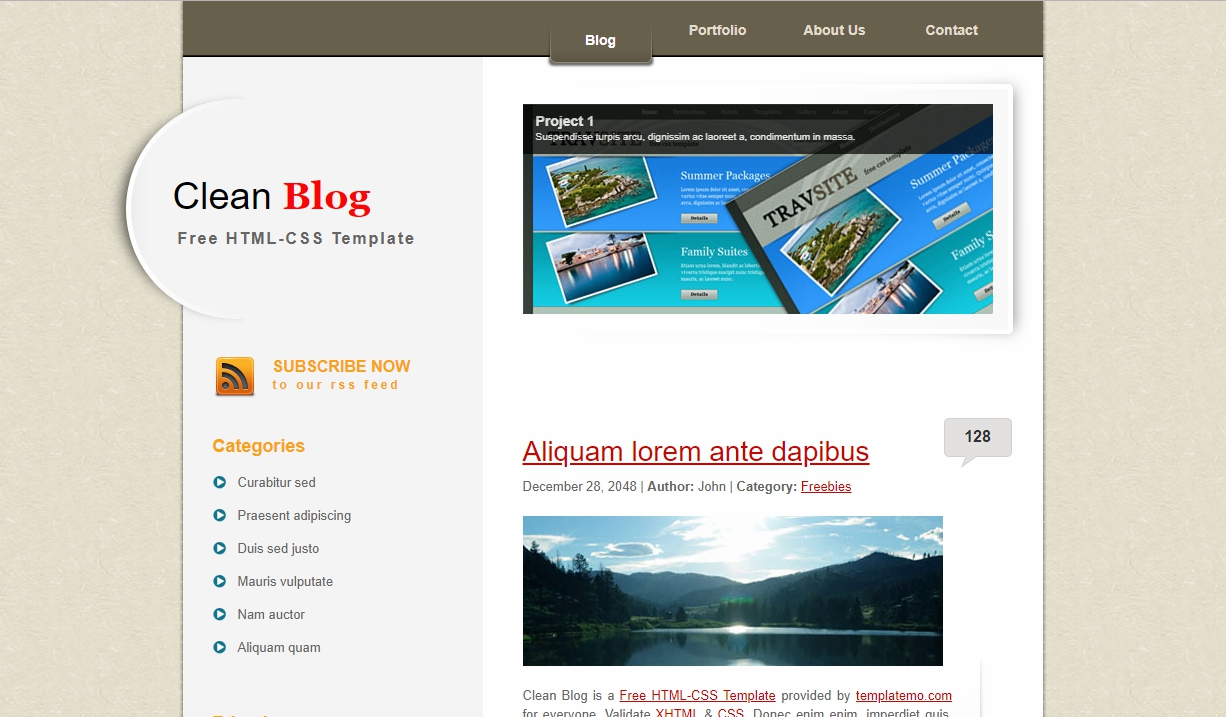 Blog
Portfolio
About Us
Contact
Clean Blog
Free HTML-CSS Template
SUBSCRIBE NOW
to our rss feed
Categories
Curabitur sed
Praesent adipiscing
Duis sed justo
Mauris vulputate
Nam auctor
Aliquam quam
Project 1
Suspendisse turpis arcu, dignissim ac laoreet a, condimentum in massa.
TRAVSITE free css template
Summer Packages
Details
Family Suites
Details
Summer Packages
Details
Family S
128
Aliquam lorem ante dapibus
December 28, 2048 | Author: John | Category: Freebies
Clean Blog is a Free HTML-CSS Template provided by templatemo.com
for everyone. Validate XHTML & CSS. Donec enim enim, imperdiet quis,